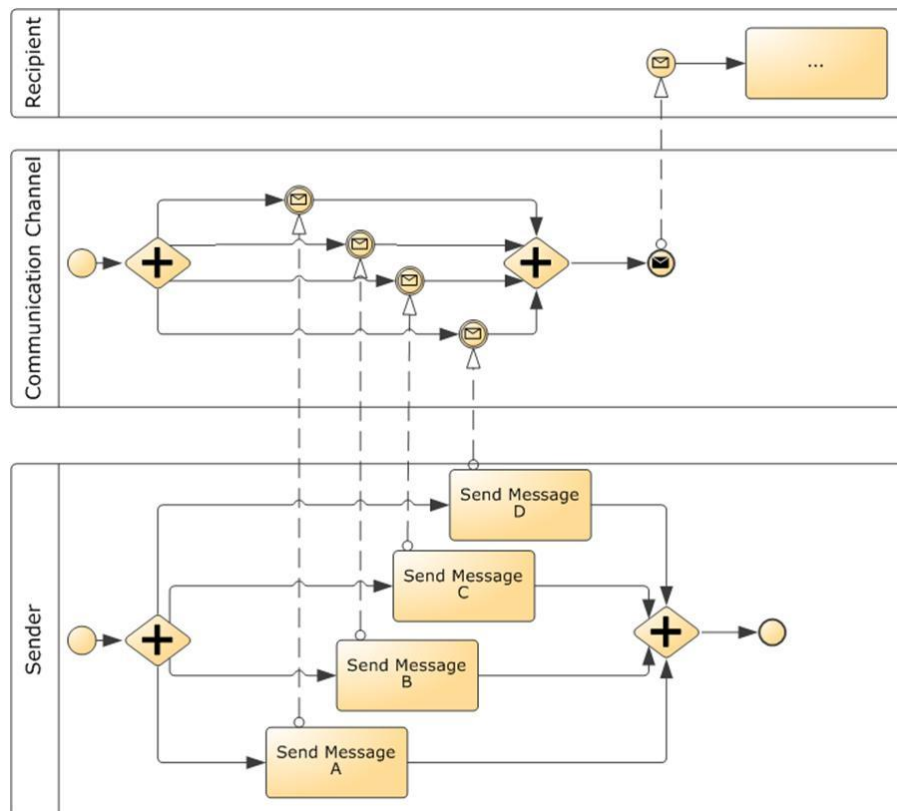 Recipient
...
Communication Channel
Sender
Send Message
D
Send Message
C
Send Message
B
Send Message
A